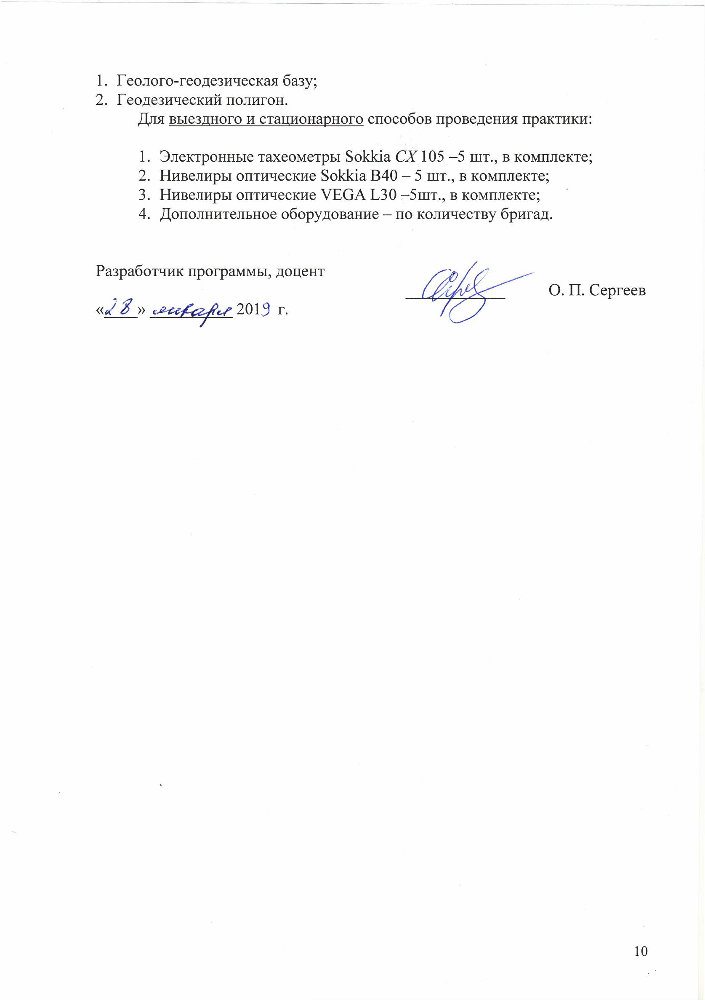 1. Геолого-геодезическая базу;
2. Геодезический полигон.
Для выездного и стационарного способов проведения практики:
1. Электронные тахеометры Sokkia CX 105 –5 шт., в комплекте;
2. Нивелиры оптические Sokkia B40 – 5 шт., в комплекте;
3. Нивелиры оптические VEGA L30 –5шт., в комплекте;
4. Дополнительное оборудование – по количеству бригад.
Разработчик программы, доцент
О. П. Сергеев
«28» января 2019 г.
10